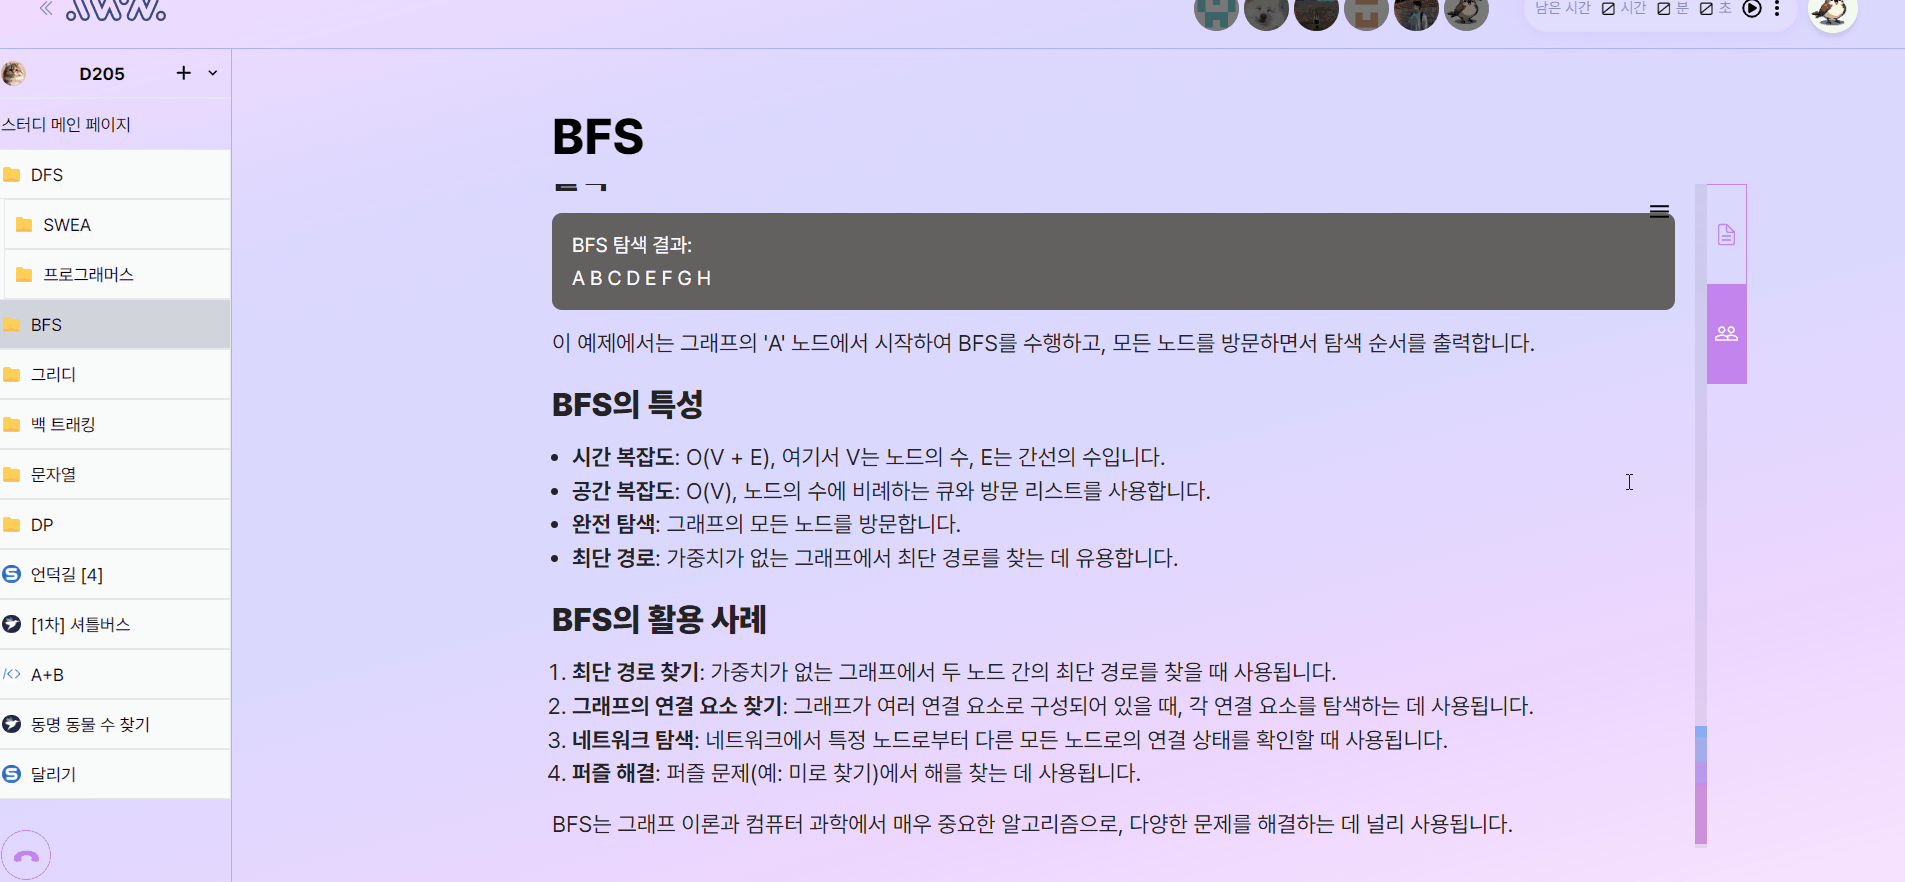 남은 시간 시간 분 초
D205
스터디 메인 페이지
DFS
SWEA
프로그래머스
BFS
그리디
백 트래킹
문자열
DP
언덕길 [4]
[1차] 셔틀버스
A+B
동명 동물 수 찾기
달리기
BFS
BFS 탐색 결과:
A B C D E F G H
이 예제에서는 그래프의 'A' 노드에서 시작하여 BFS를 수행하고, 모든 노드를 방문하면서 탐색 순서를 출력합니다.
BFS의 특성
• 시간 복잡도: O(V + E), 여기서 V는 노드의 수, E는 간선의 수입니다.
• 공간 복잡도: O(V), 노드의 수에 비례하는 큐와 방문 리스트를 사용합니다.
• 완전 탐색: 그래프의 모든 노드를 방문합니다.
• 최단 경로: 가중치가 없는 그래프에서 최단 경로를 찾는 데 유용합니다.
BFS의 활용 사례
1. 최단 경로 찾기: 가중치가 없는 그래프에서 두 노드 간의 최단 경로를 찾을 때 사용됩니다.
2. 그래프의 연결 요소 찾기: 그래프가 여러 연결 요소로 구성되어 있을 때, 각 연결 요소를 탐색하는 데 사용됩니다.
3. 네트워크 탐색: 네트워크에서 특정 노드로부터 다른 모든 노드로의 연결 상태를 확인할 때 사용됩니다.
4. 퍼즐 해결: 퍼즐 문제(예: 미로 찾기)에서 해를 찾는 데 사용됩니다.
BFS는 그래프 이론과 컴퓨터 과학에서 매우 중요한 알고리즘으로, 다양한 문제를 해결하는 데 널리 사용됩니다.